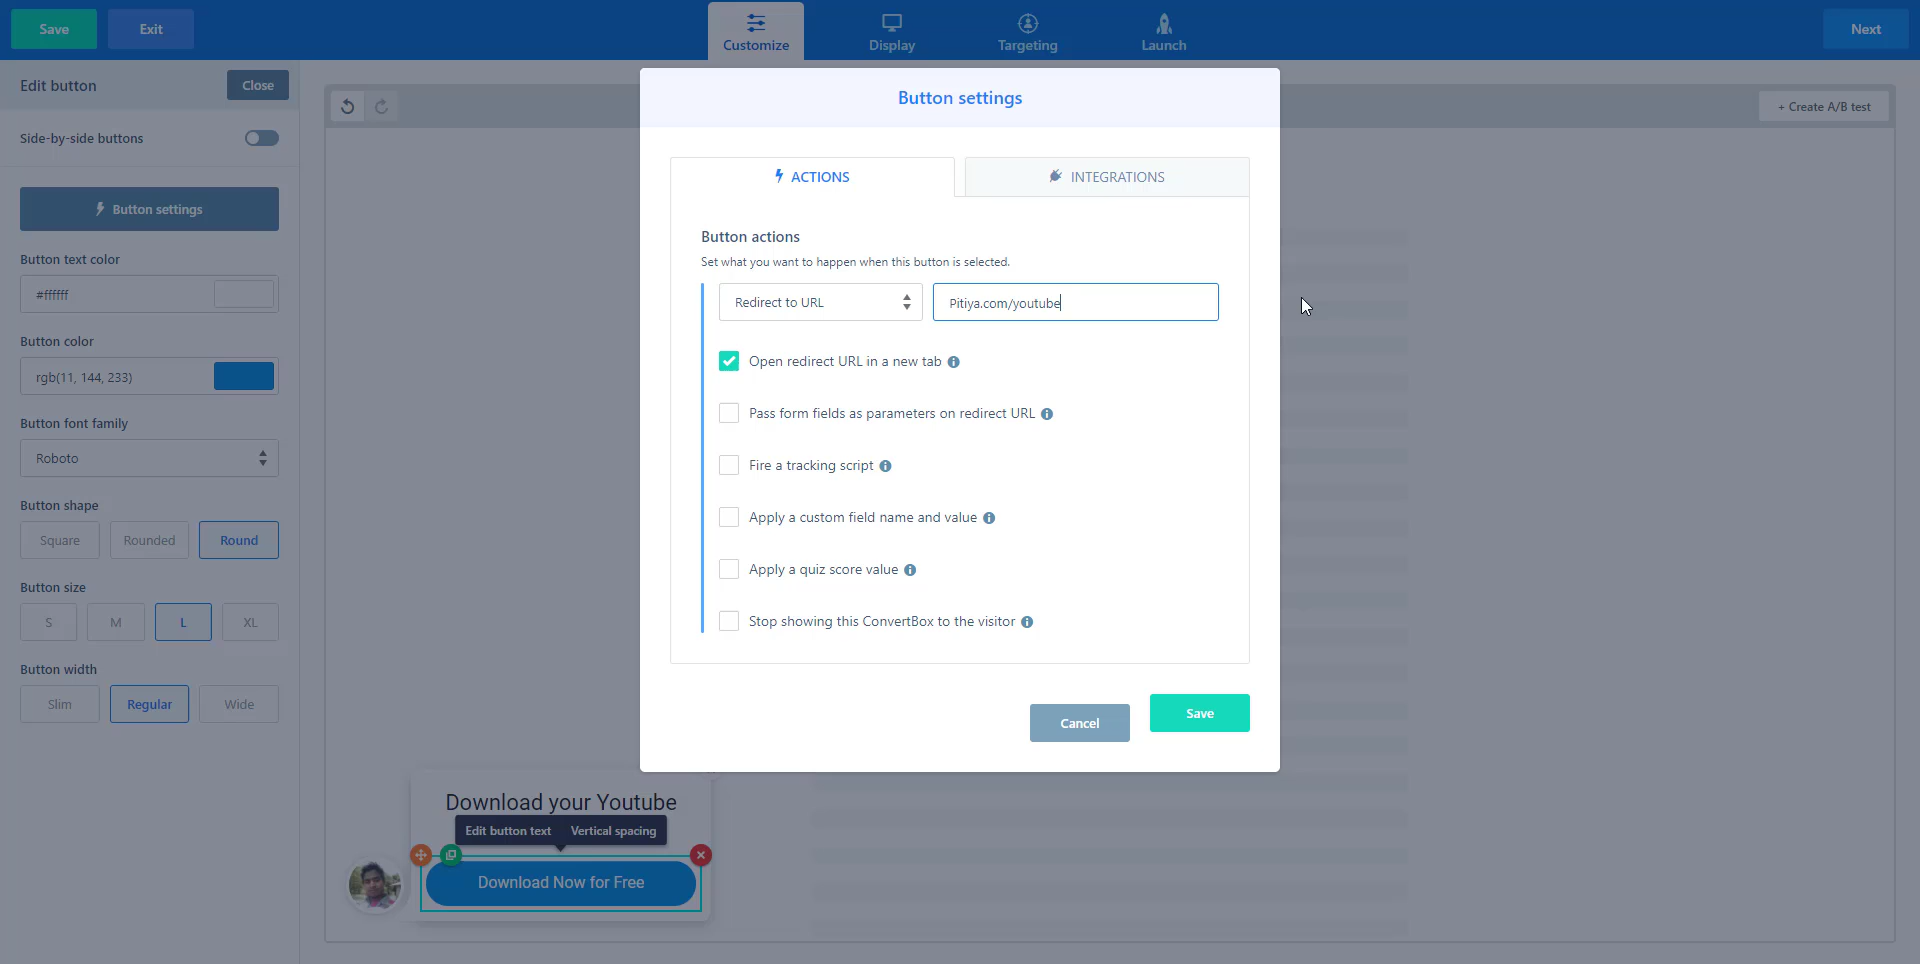 Save
Exit
Customize
Display
Targeting
Launch
Next
Edit button
Close
Side-by-side buttons
Button settings
Button text color
#ffffff
Button color
rgb(11, 144, 233)
Button font family
Roboto
Button shape
Square
Rounded
Round
Button size
S
M
L
XL
Button width
Slim
Regular
Wide
+ Create A/B test
Button settings
ACTIONS
INTEGRATIONS
Button actions
Set what you want to happen when this button is selected.
Redirect to URL
Pitiya.com/youtube
Open redirect URL in a new tab
Pass form fields as parameters on redirect URL
Fire a tracking script
Apply a custom field name and value
Apply a quiz score value
Stop showing this ConvertBox to the visitor
Cancel
Save
Download your Youtube
Edit button text
Vertical spacing
Download Now for Free